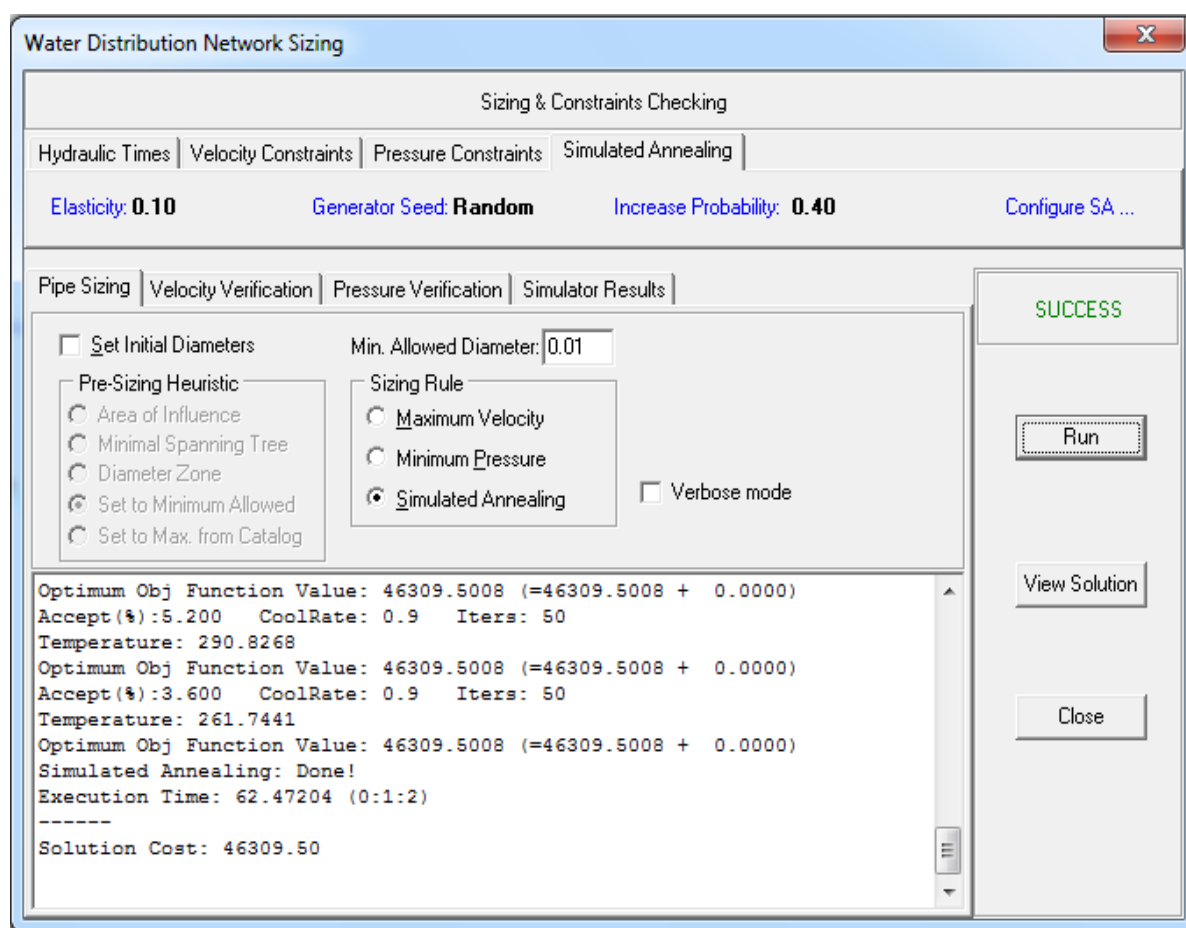 Water Distribution Network Sizing
X
Sizing & Constraints Checking
Hydraulic Times Velocity Constraints Pressure Constraints Simulated Annealing
Elasticity: 0.10 Generator Seed: Random Increase Probability: 0.40 Configure SA ...
Pipe Sizing Velocity Verification Pressure Verification Simulator Results
SUCCESS
Set Initial Diameters Min. Allowed Diameter: 0.01
Pre-Sizing Heuristic
Area of Influence
Minimal Spanning Tree
Diameter Zone
Set to Minimum Allowed
Set to Max. from Catalog
Sizing Rule
Maximum Velocity
Minimum Pressure
Simulated Annealing
Verbose mode
Run
View Solution
Close
Optimum Obj Function Value: 46309.5008 (=46309.5008 + 0.0000)
Accept(%):5.200 CoolRate: 0.9 Iters: 50
Temperature: 290.8268
Optimum Obj Function Value: 46309.5008 (=46309.5008 + 0.0000)
Accept(%):3.600 CoolRate: 0.9 Iters: 50
Temperature: 261.7441
Optimum Obj Function Value: 46309.5008 (=46309.5008 + 0.0000)
Simulated Annealing: Done!
Execution Time: 62.47204 (0:1:2)
------
Solution Cost: 46309.50